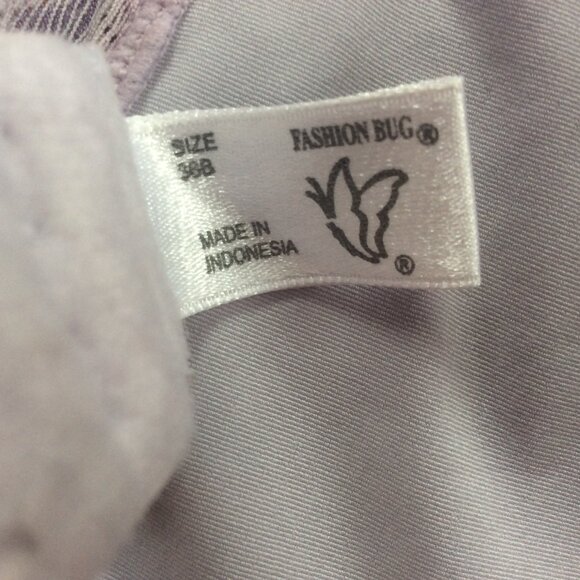 SIZE
36B
FASHION BUG®
MADE IN
INDONESIA
®